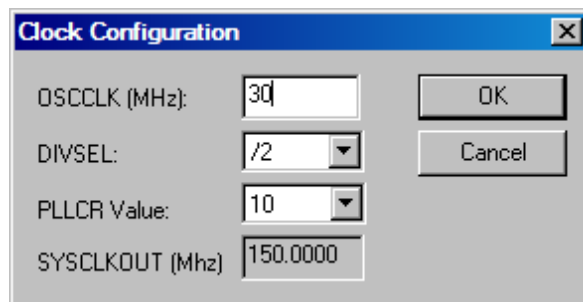 Clock Configuration
OSCCLK (MHz): 30 OK
DIVSEL: /2 Cancel
PLLCR Value: 10
SYSCLKOUT (Mhz) 150.0000